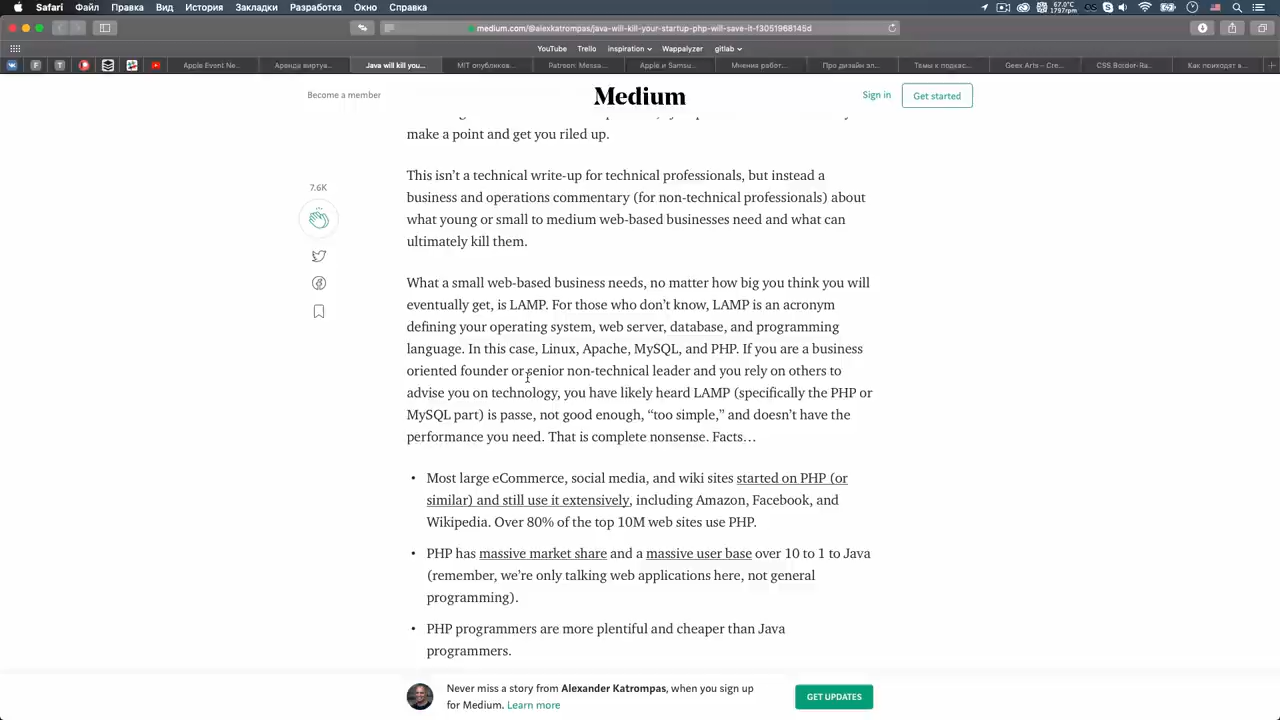 Safari Файл Правка Вид История Закладки Окно Справка
57.0°C
1797rpm
medium.com/@alexkatrompas/java-will-kill-your-startup-php-will-save-it-f3051968145d
YouTube Trello inspiration Wappalyzer gitlab
Apple Event Ne... Аренда виртуа... Java will kill you... MIT опубликов... Patreon: Messa... Apple и Samsu... Мнения работ... Про дизайн эл... Темы к подкас... Geek Arts – Cre... CSS Border-Ra... Как приходят в...
Become a member
Medium
Sign in
Get started
make a point and get you riled up.
7.6K
This isn’t a technical write-up for technical professionals, but instead a
business and operations commentary (for non-technical professionals) about
what young or small to medium web-based businesses need and what can
ultimately kill them.
What a small web-based business needs, no matter how big you think you will
eventually get, is LAMP. For those who don’t know, LAMP is an acronym
defining your operating system, web server, database, and programming
language. In this case, Linux, Apache, MySQL, and PHP. If you are a business
oriented founder or senior non-technical leader and you rely on others to
advise you on technology, you have likely heard LAMP (specifically the PHP or
MySQL part) is passe, not good enough, “too simple,” and doesn’t have the
performance you need. That is complete nonsense. Facts…
• Most large eCommerce, social media, and wiki sites started on PHP (or
similar) and still use it extensively, including Amazon, Facebook, and
Wikipedia. Over 80% of the top 10M web sites use PHP.
• PHP has massive market share and a massive user base over 10 to 1 to Java
(remember, we’re only talking web applications here, not general
programming).
• PHP programmers are more plentiful and cheaper than Java
programmers.
Never miss a story from Alexander Katrompas, when you sign up
for Medium. Learn more
GET UPDATES